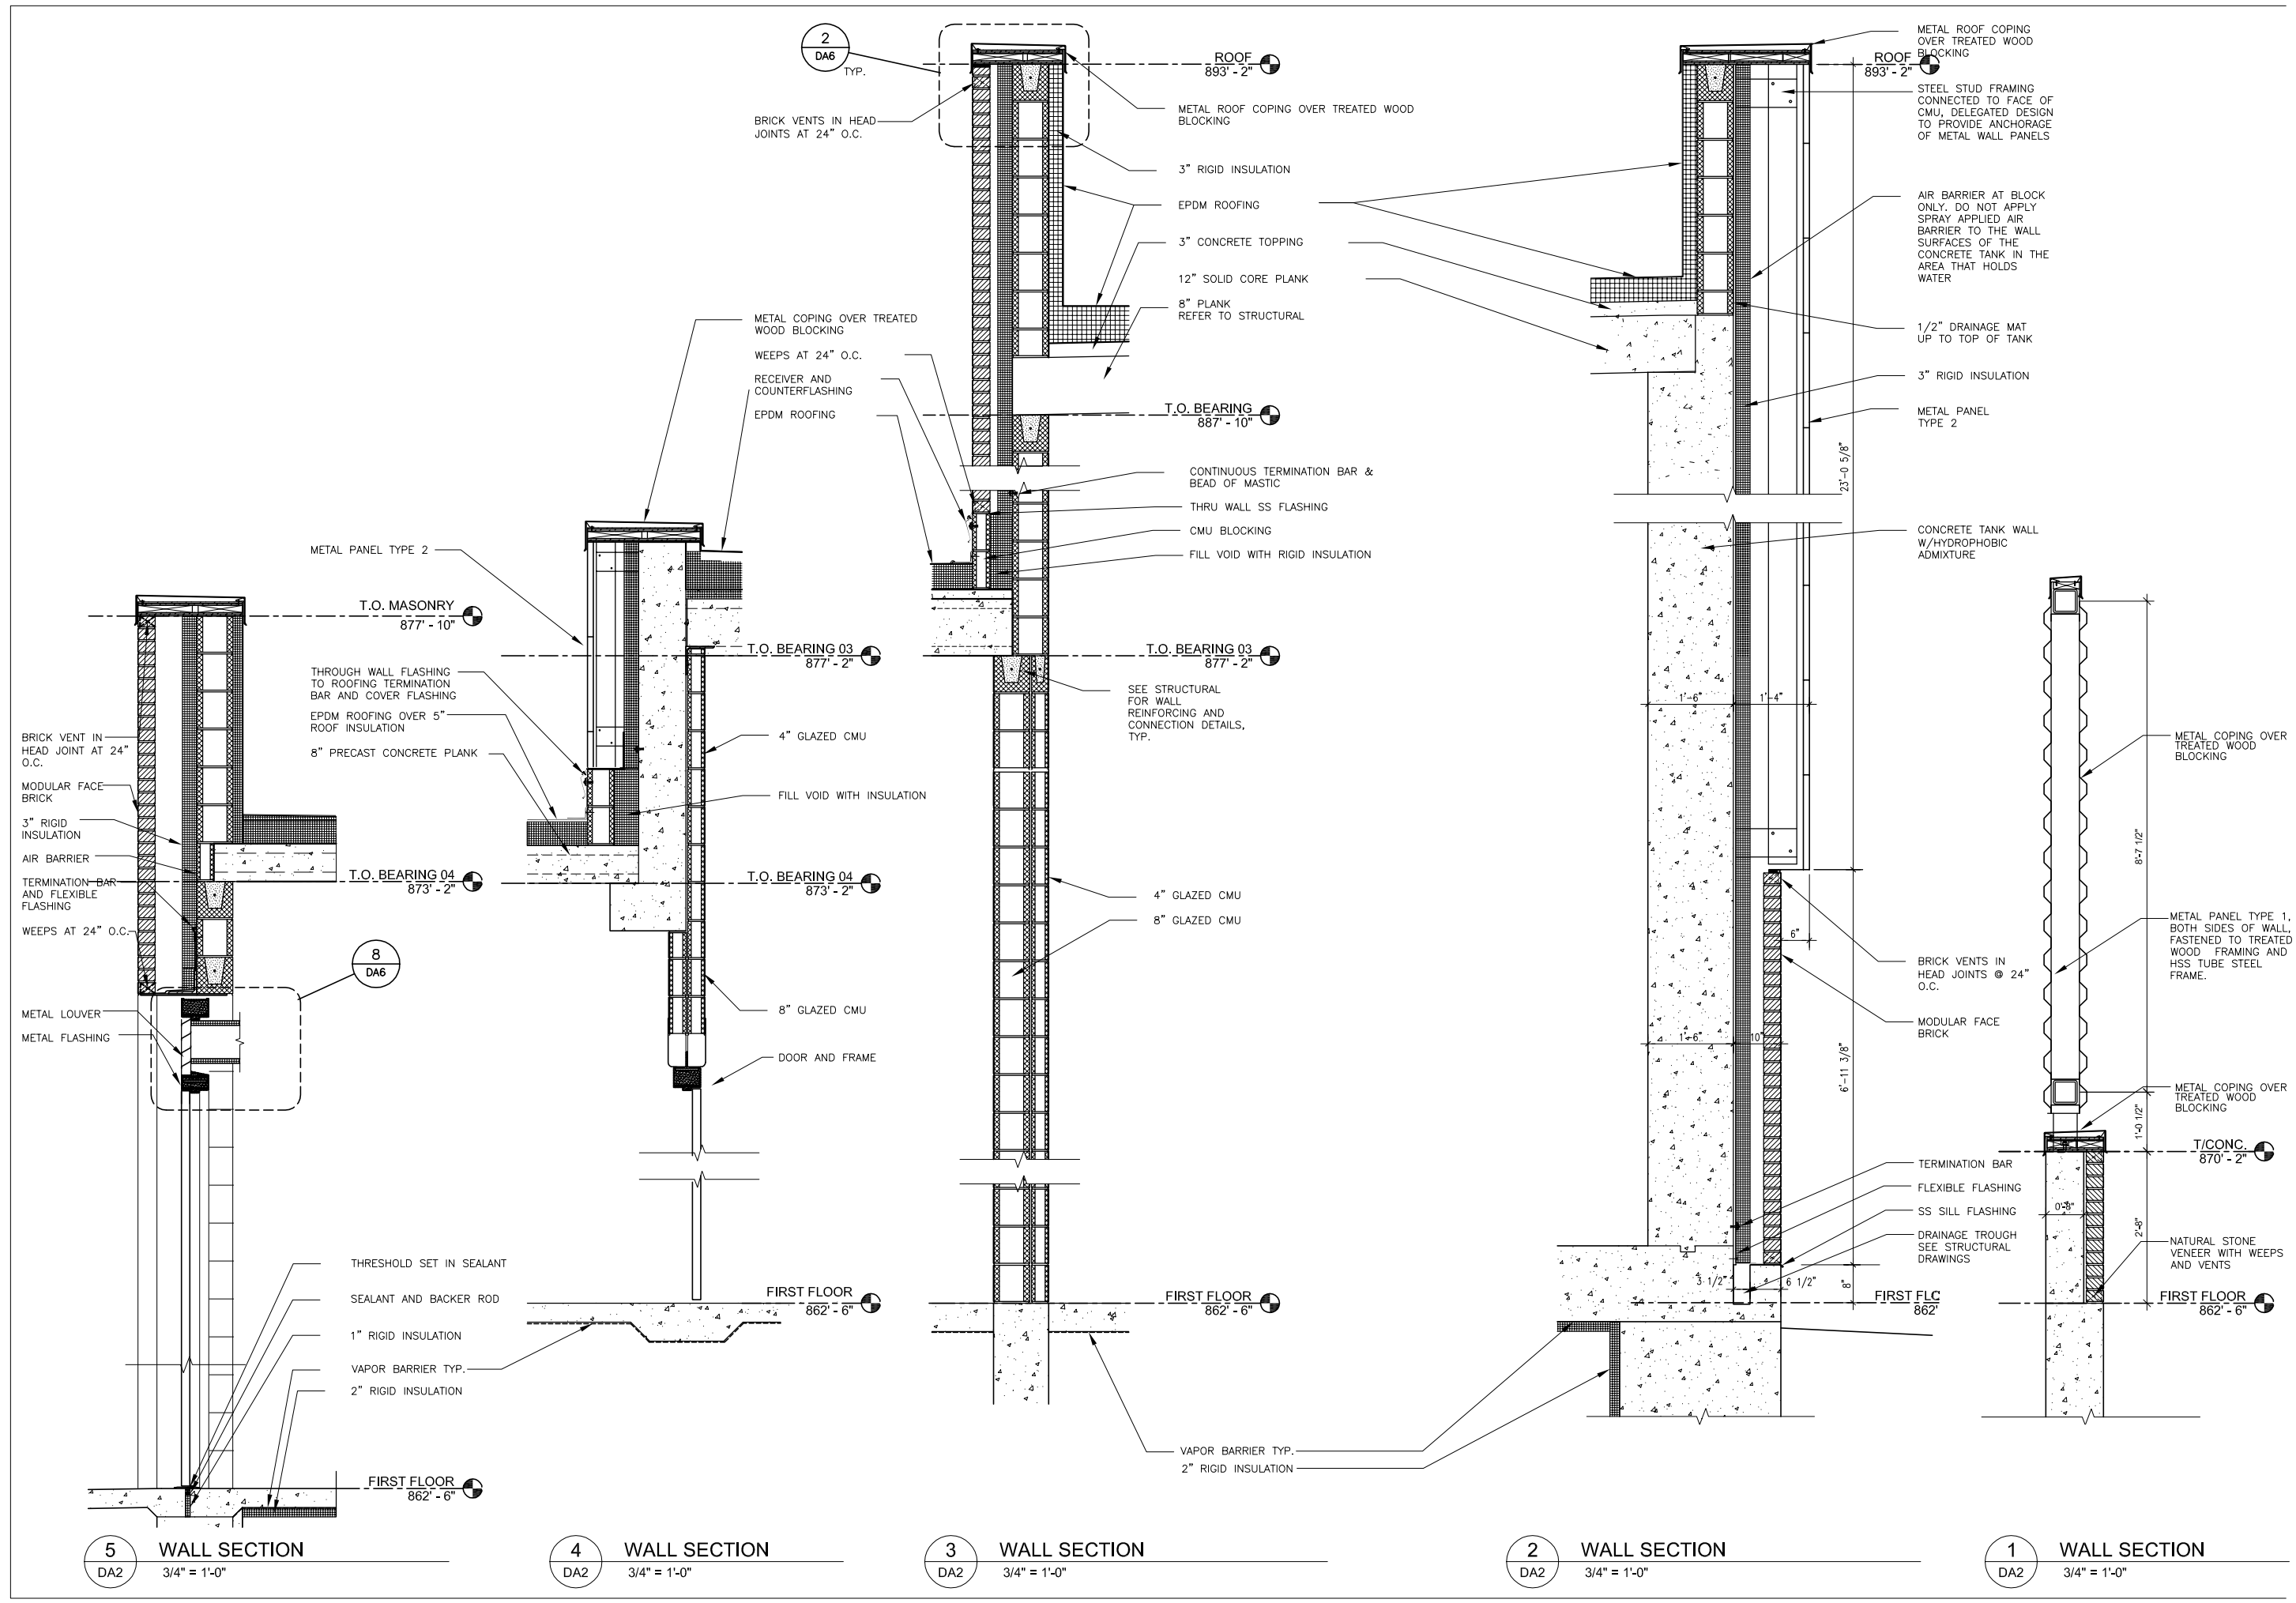 2
DA6
TYP.
BRICK VENTS IN HEAD
JOINTS AT 24" O.C.
ROOF
893' - 2"
METAL ROOF COPING OVER TREATED WOOD
BLOCKING
3" RIGID INSULATION
EPDM ROOFING
3" CONCRETE TOPPING
12" SOLID CORE PLANK
8" PLANK
REFER TO STRUCTURAL
T.O. BEARING
887' - 10"
CONTINUOUS TERMINATION BAR &
BEAD OF MASTIC
THRU WALL SS FLASHING
CMU BLOCKING
FILL VOID WITH RIGID INSULATION
T.O. BEARING 03
877' - 2"
SEE STRUCTURAL
FOR WALL
REINFORCING AND
CONNECTION DETAILS,
TYP.
4" GLAZED CMU
8" GLAZED CMU
FIRST FLOOR
862' - 6"
VAPOR BARRIER TYP.
2" RIGID INSULATION
METAL COPING OVER TREATED
WOOD BLOCKING
WEEPS AT 24" O.C.
RECEIVER AND
COUNTERFLASHING
EPDM ROOFING
METAL PANEL TYPE 2
T.O. BEARING 03
877' - 2"
THROUGH WALL FLASHING
TO ROOFING TERMINATION
BAR AND COVER FLASHING
EPDM ROOFING OVER 5"
ROOF INSULATION
8" PRECAST CONCRETE PLANK
4" GLAZED CMU
FILL VOID WITH INSULATION
T.O. BEARING 04
873' - 2"
8" GLAZED CMU
DOOR AND FRAME
FIRST FLOOR
862' - 6"
T.O. MASONRY
877' - 10"
BRICK VENT IN
HEAD JOINT AT 24"
O.C.
MODULAR FACE
BRICK
3" RIGID
INSULATION
AIR BARRIER
TERMINATION BAR
AND FLEXIBLE
FLASHING
WEEPS AT 24" O.C.
T.O. BEARING 04
873' - 2"
8
DA6
METAL LOUVER
METAL FLASHING
THRESHOLD SET IN SEALANT
SEALANT AND BACKER ROD
1" RIGID INSULATION
VAPOR BARRIER TYP.
2" RIGID INSULATION
FIRST FLOOR
862' - 6"
METAL ROOF COPING
OVER TREATED WOOD
BLOCKING
ROOF
893' - 2"
STEEL STUD FRAMING
CONNECTED TO FACE OF
CMU, DELEGATED DESIGN
TO PROVIDE ANCHORAGE
OF METAL WALL PANELS
AIR BARRIER AT BLOCK
ONLY. DO NOT APPLY
SPRAY APPLIED AIR
BARRIER TO THE WALL
SURFACES OF THE
CONCRETE TANK IN THE
AREA THAT HOLDS
WATER
1/2" DRAINAGE MAT
UP TO TOP OF TANK
3" RIGID INSULATION
METAL PANEL
TYPE 2
23'-0 5/8"
CONCRETE TANK WALL
W/HYDROPHOBIC
ADMIXTURE
1'-6"
1'-4"
6"
BRICK VENTS IN
HEAD JOINTS @ 24"
O.C.
MODULAR FACE
BRICK
1'-6"
10"
6'-11 3/8"
TERMINATION BAR
FLEXIBLE FLASHING
SS SILL FLASHING
DRAINAGE TROUGH
SEE STRUCTURAL
DRAWINGS
3 1/2"
6 1/2"
8"
FIRST FLC
862'
METAL COPING OVER
TREATED WOOD
BLOCKING
8'-7 1/2"
METAL PANEL TYPE 1,
BOTH SIDES OF WALL,
FASTENED TO TREATED
WOOD FRAMING AND
HSS TUBE STEEL
FRAME.
METAL COPING OVER
TREATED WOOD
BLOCKING
1'-0 1/2"
T/CONC.
870' - 2"
0'-8"
2'-8"
NATURAL STONE
VENEER WITH WEEPS
AND VENTS
FIRST FLOOR
862' - 6"
5
DA2
WALL SECTION
3/4" = 1'-0"
4
DA2
WALL SECTION
3/4" = 1'-0"
3
DA2
WALL SECTION
3/4" = 1'-0"
2
DA2
WALL SECTION
3/4" = 1'-0"
1
DA2
WALL SECTION
3/4" = 1'-0"